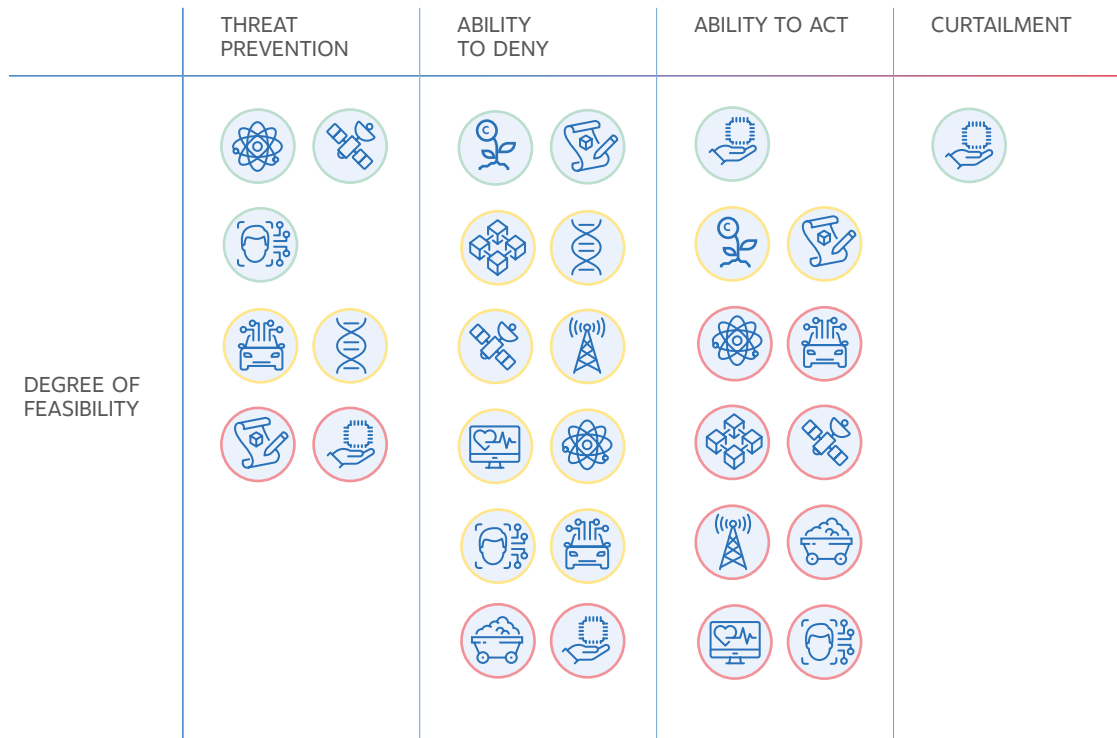 THREAT
PREVENTION
ABILITY
TO DENY
ABILITY TO ACT
CURTAILMENT
C
C
DEGREE OF
FEASIBILITY